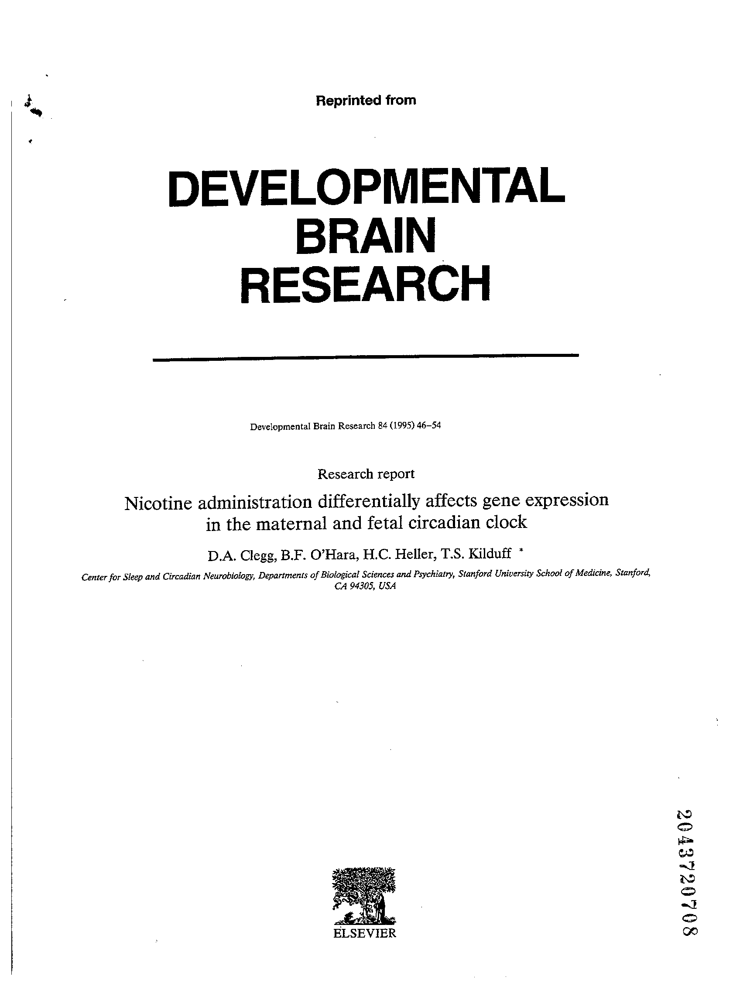 Reprinted from
DEVELOPMENTAL
BRAIN
RESEARCH
Developmental Brain Research 84 (1995) 46–54
Research report
Nicotine administration differentially affects gene expression
in the maternal and fetal circadian clock
D.A. Clegg, B.F. O'Hara, H.C. Heller, T.S. Kilduff *
Center for Sleep and Circadian Neurobiology, Departments of Biological Sciences and Psychiatry, Stanford University School of Medicine, Stanford,
CA 94305, USA
ELSEVIER
2043720708